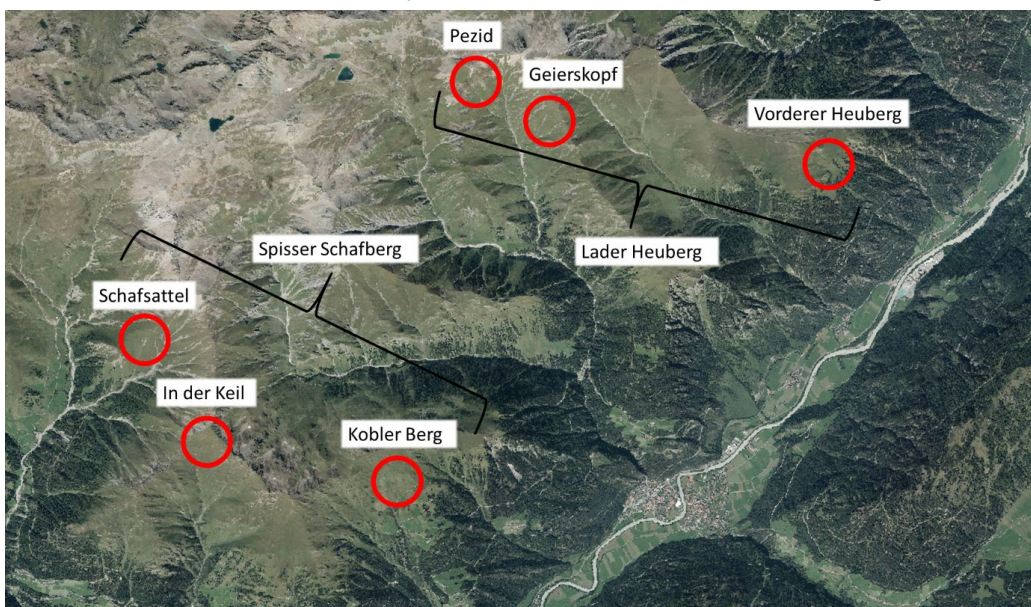 Pezid
Geierskopf
Vorderer Heuberg
Spisser Schafberg
Lader Heuberg
Schafsattel
In der Keil
Kobler Berg